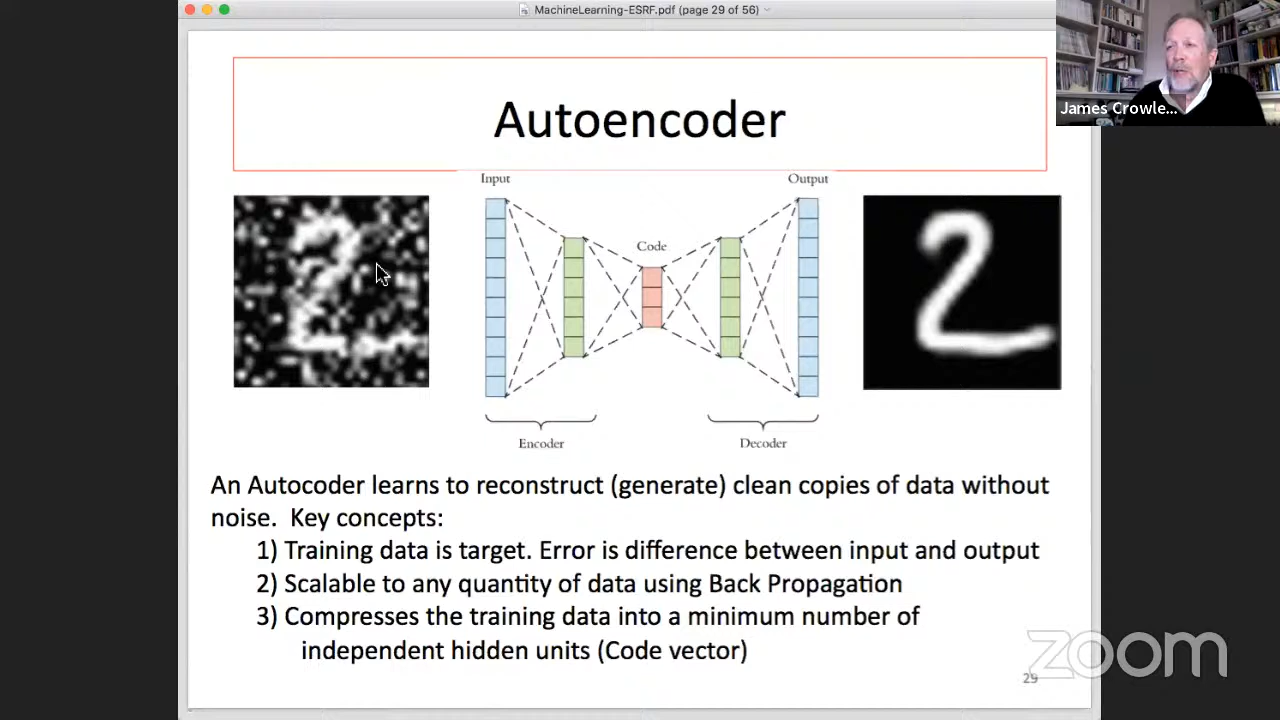 MachineLearning-ESRF.pdf (page 29 of 56)
James Crowle...
Autoencoder
Input
Output
Code
Encoder
Decoder
An Autocoder learns to reconstruct (generate) clean copies of data without
noise. Key concepts:
1) Training data is target. Error is difference between input and output
2) Scalable to any quantity of data using Back Propagation
3) Compresses the training data into a minimum number of
independent hidden units (Code vector)
zoom
29
2
2